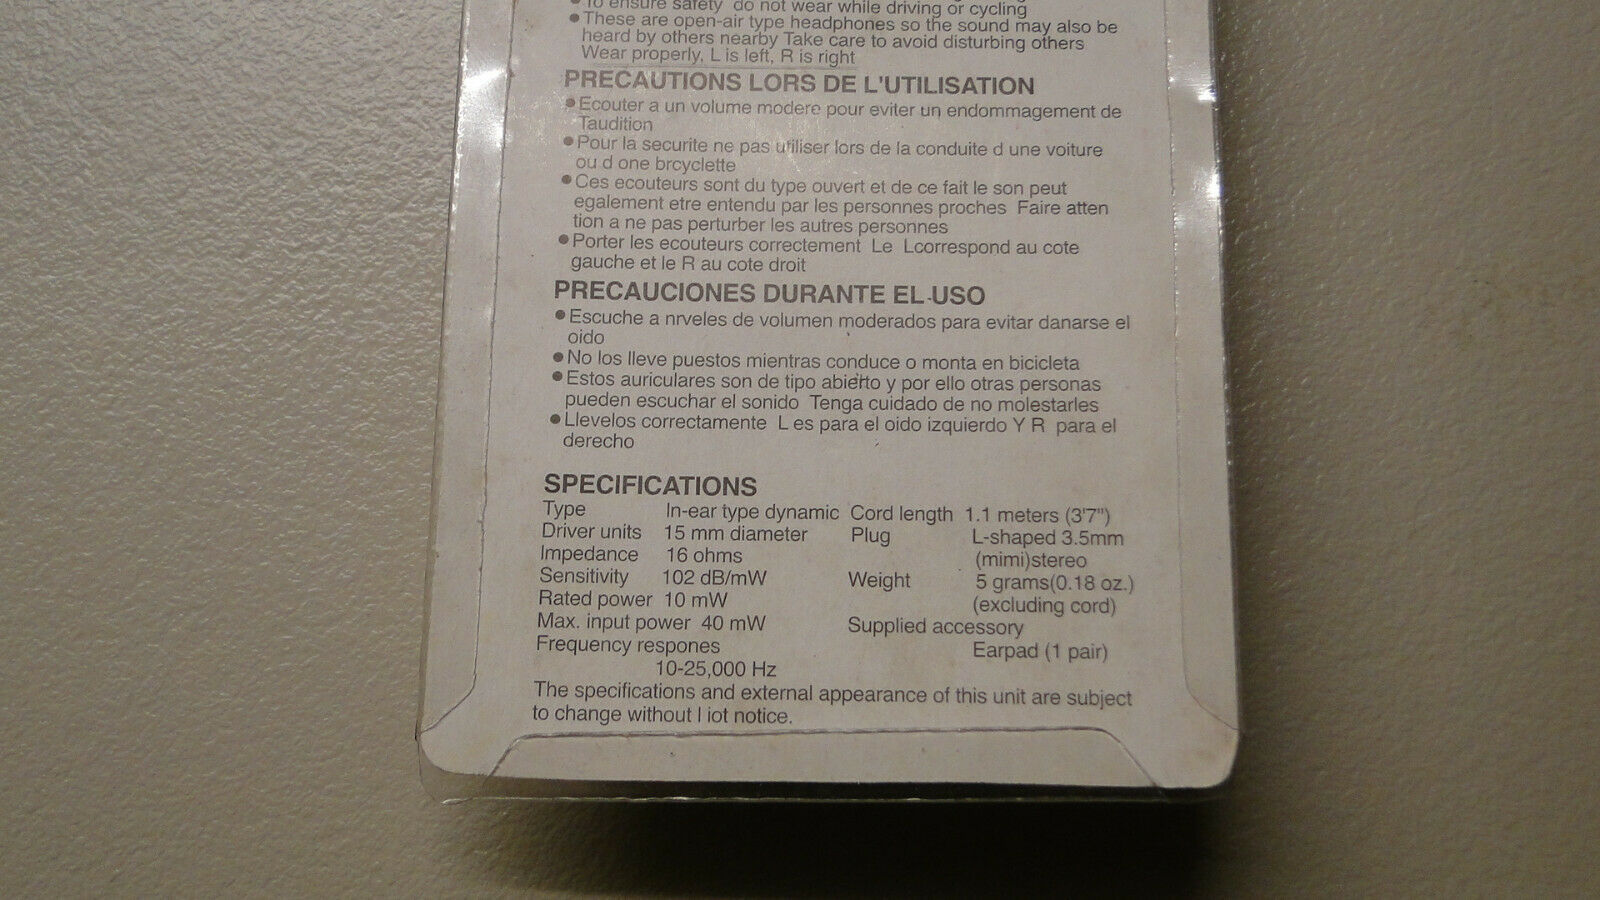 To ensure safety do not wear while driving or cycling
● These are open-air type headphones so the sound may also be
heard by others nearby Take care to avoid disturbing others
Wear properly, L is left, R is right
PRECAUTIONS LORS DE L'UTILISATION
● Ecouter a un volume modere pour eviter un endommagement de
Taudition
● Pour la securite ne pas utiliser lors de la conduite d une voiture
ou d one brcyclette
● Ces ecouteurs sont du type ouvert et de ce fait le son peut
egalement etre entendu par les personnes proches Faire atten
tion a ne pas perturber les autres personnes
● Porter les ecouteurs correctement Le Lcorrespond au cote
gauche et le R au cote droit
PRECAUCIONES DURANTE EL-USO
● Escuche a nrveles de volumen moderados para evitar danarse el
oido
● No los lleve puestos mientras conduce o monta en bicicleta
● Estos auriculares son de tipo abierto y por ello otras personas
pueden escuchar el sonido Tenga cuidado de no molestarles
● Llevelos correctamente L es para el oido izquierdo Y R para el
derecho
SPECIFICATIONS
Type In-ear type dynamic
Driver units 15 mm diameter
Impedance 16 ohms
Sensitivity 102 dB/mW
Rated power 10 mW
Max. input power 40 mW
Frequency respones
10-25,000 Hz
Cord length 1.1 meters (3'7")
Plug L-shaped 3.5mm
(mimi)stereo
Weight 5 grams(0.18 oz.)
(excluding cord)
Supplied accessory
Earpad (1 pair)
The specifications and external appearance of this unit are subject
to change without l iot notice.